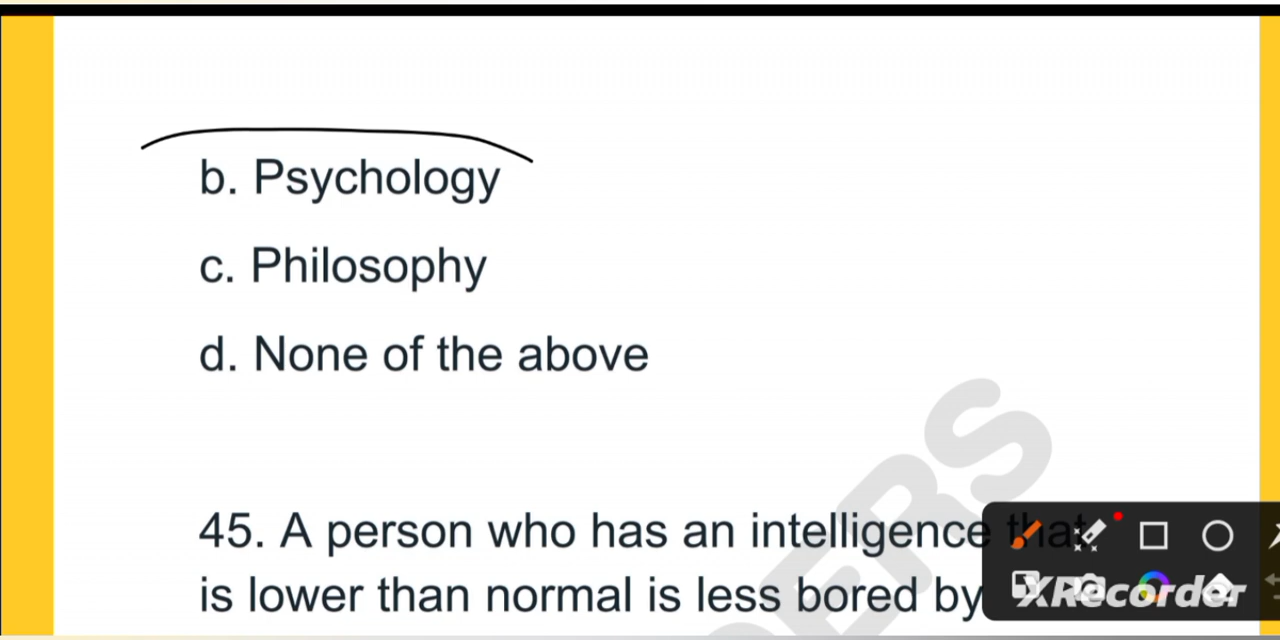 b. Psychology
c. Philosophy
d. None of the above
45. A person who has an intelligence that
is lower than normal is less bored by
XRecorder
ERS